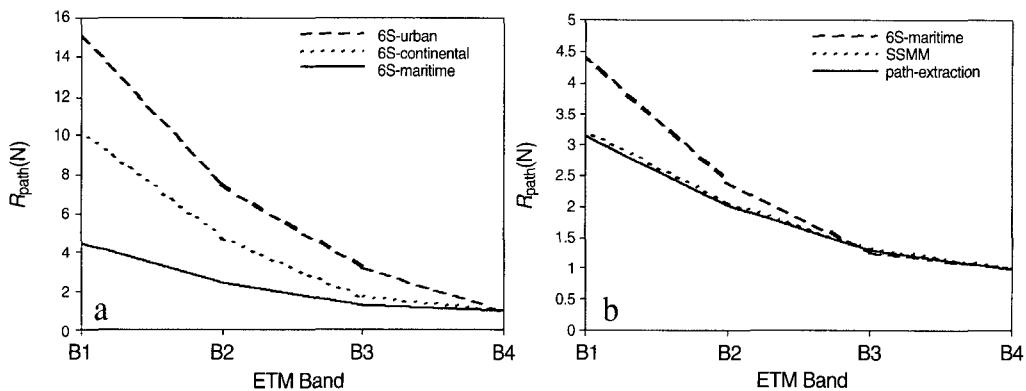 16
14
12
10
8
6
4
2
0
R path(N)
6S-urban
6S-continental
6S-maritime
a
B1 B2 B3 B4
ETM Band
5
4.5
4
3.5
3
2.5
2
1.5
1
0.5
0
R path(N)
6S-maritime
SSMM
path-extraction
b
B1 B2 B3 B4
ETM Band